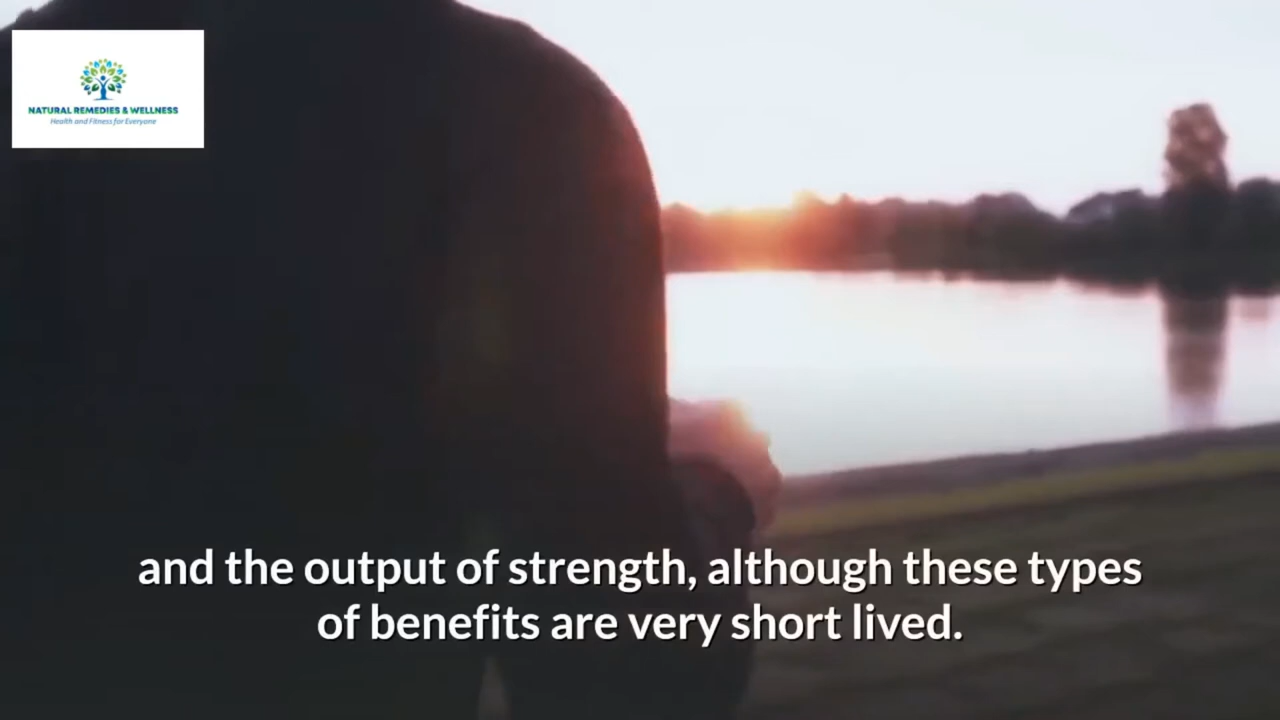 NATURAL REMEDIES & WELLNESS
Health and Fitness for Everyone
and the output of strength, although these types
of benefits are very short lived.